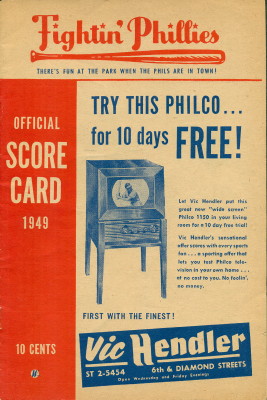 Fightin' Phillies
THERE'S FUN AT THE PARK WHEN THE PHILS ARE IN TOWN!
OFFICIAL
SCORE
CARD
1949
10 CENTS
TRY THIS PHILCO...
for 10 days FREE!
Let Vic Hendler put this
great new "wide screen"
Philco 1150 in your living
room for a 10 day free trial!
Vic Hendler's sensational
offer scores with every sports
fan . . . a sporting offer that
lets you test Philco tele-
vision in your own home . . .
at no cost to you. No foolin',
no money.
FIRST WITH THE FINEST!
Vic Hendler
ST 2-5454
6th & DIAMOND STREETS
Open Wednesday and Friday Evenings